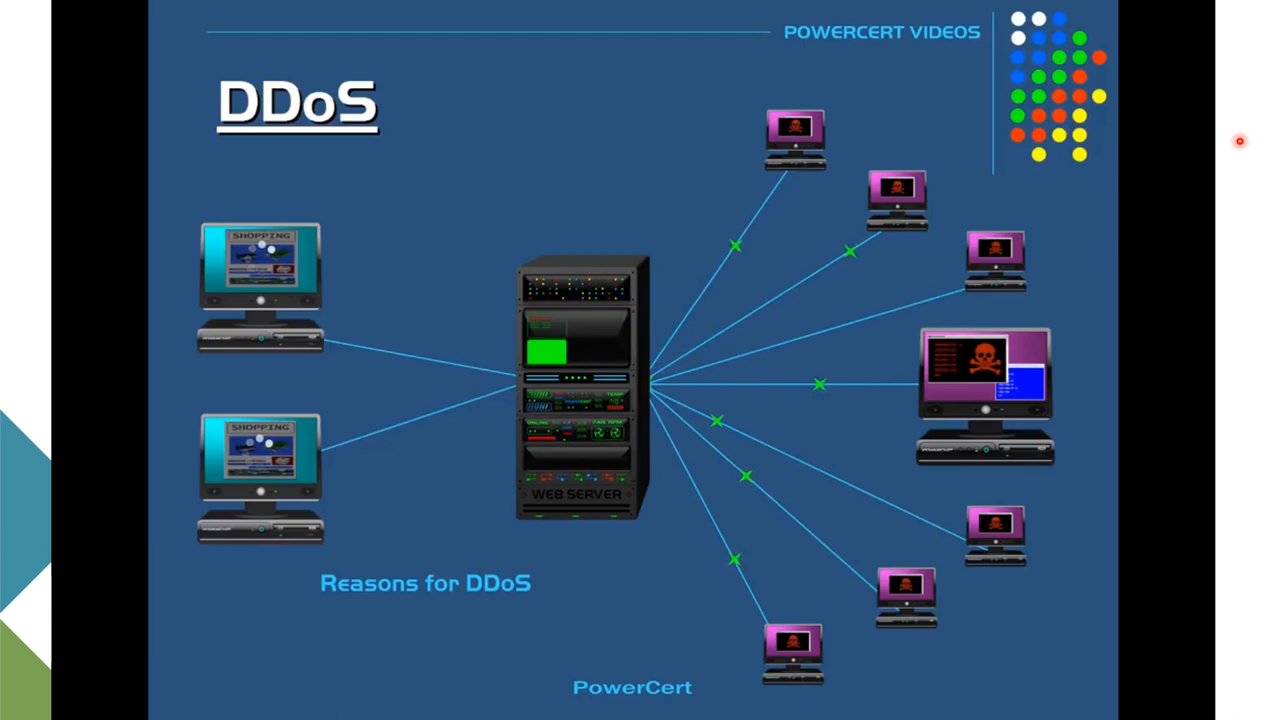 POWERCERT VIDEOS
DDoS
SHOPPING
SHOPPING
WEB SERVER
Reasons for DDoS
PowerCert